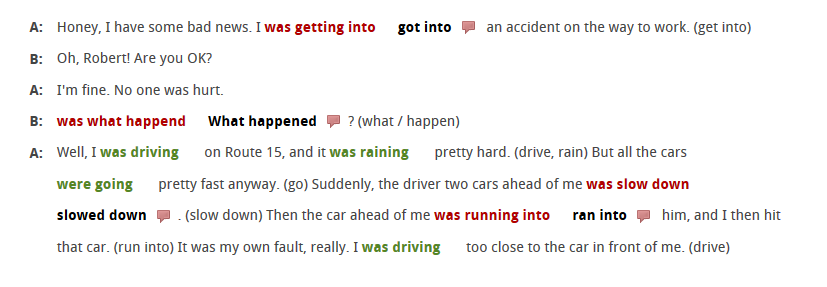 A: Honey, I have some bad news. I was getting into got into an accident on the way to work. (get into)
B: Oh, Robert! Are you OK?
A: I'm fine. No one was hurt.
B: was what happend What happened ? (what / happen)
A: Well, I was driving on Route 15, and it was raining pretty hard. (drive, rain) But all the cars
were going pretty fast anyway. (go) Suddenly, the driver two cars ahead of me was slow down
slowed down . (slow down) Then the car ahead of me was running into ran into him, and I then hit
that car. (run into) It was my own fault, really. I was driving too close to the car in front of me. (drive)